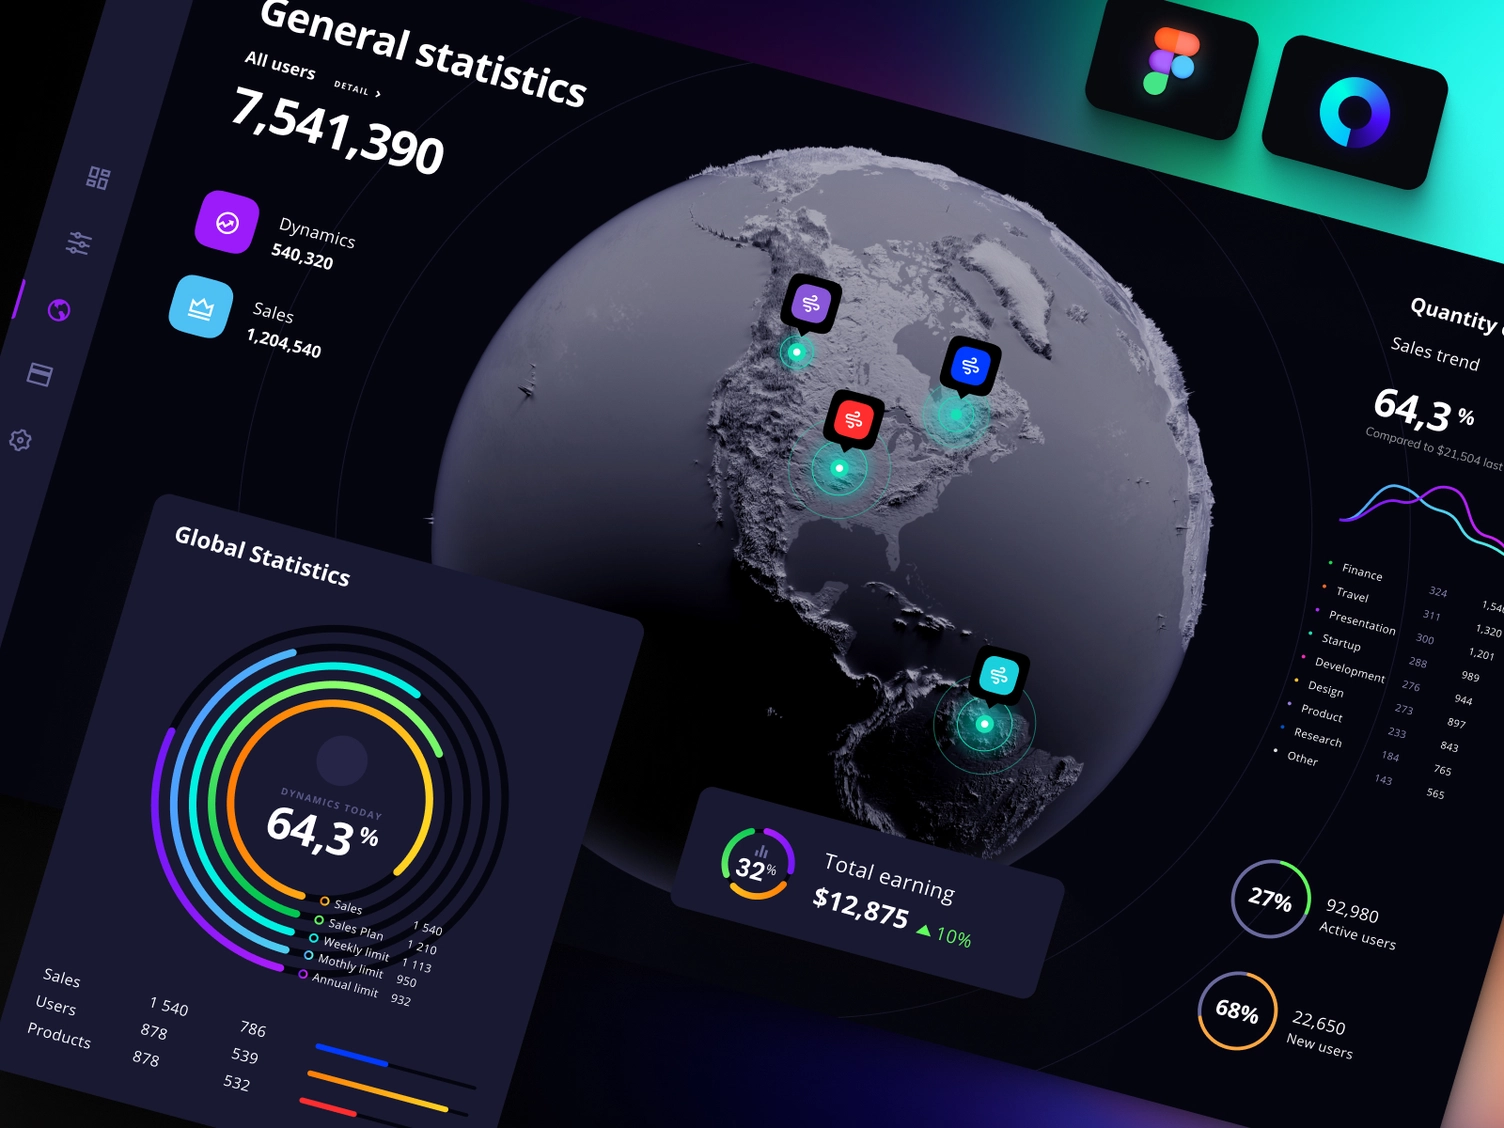 General statistics
All users
DETAIL >
7,541,390
Dynamics
540,320
Sales
1,204,540
Quantity
Sales trend
64,3 %
Compared to $21,504 last
Finance 324
Travel 311 1,320
Presentation 300 1,201
Startup 288 989
Development 276 944
Design 273 897
Product 233 843
Research 184 765
Other 143 565
Global Statistics
DYNAMICS TODAY
64,3 %
Sales 1 540
Sales Plan 1 210
Weekly limit 1 113
Mothly limit 950
Annual limit 932
Sales 1 540 786
Users 878 539
Products 878 532
32%
Total earning
$12,875 10%
27%
92,980
Active users
68%
22,650
New users